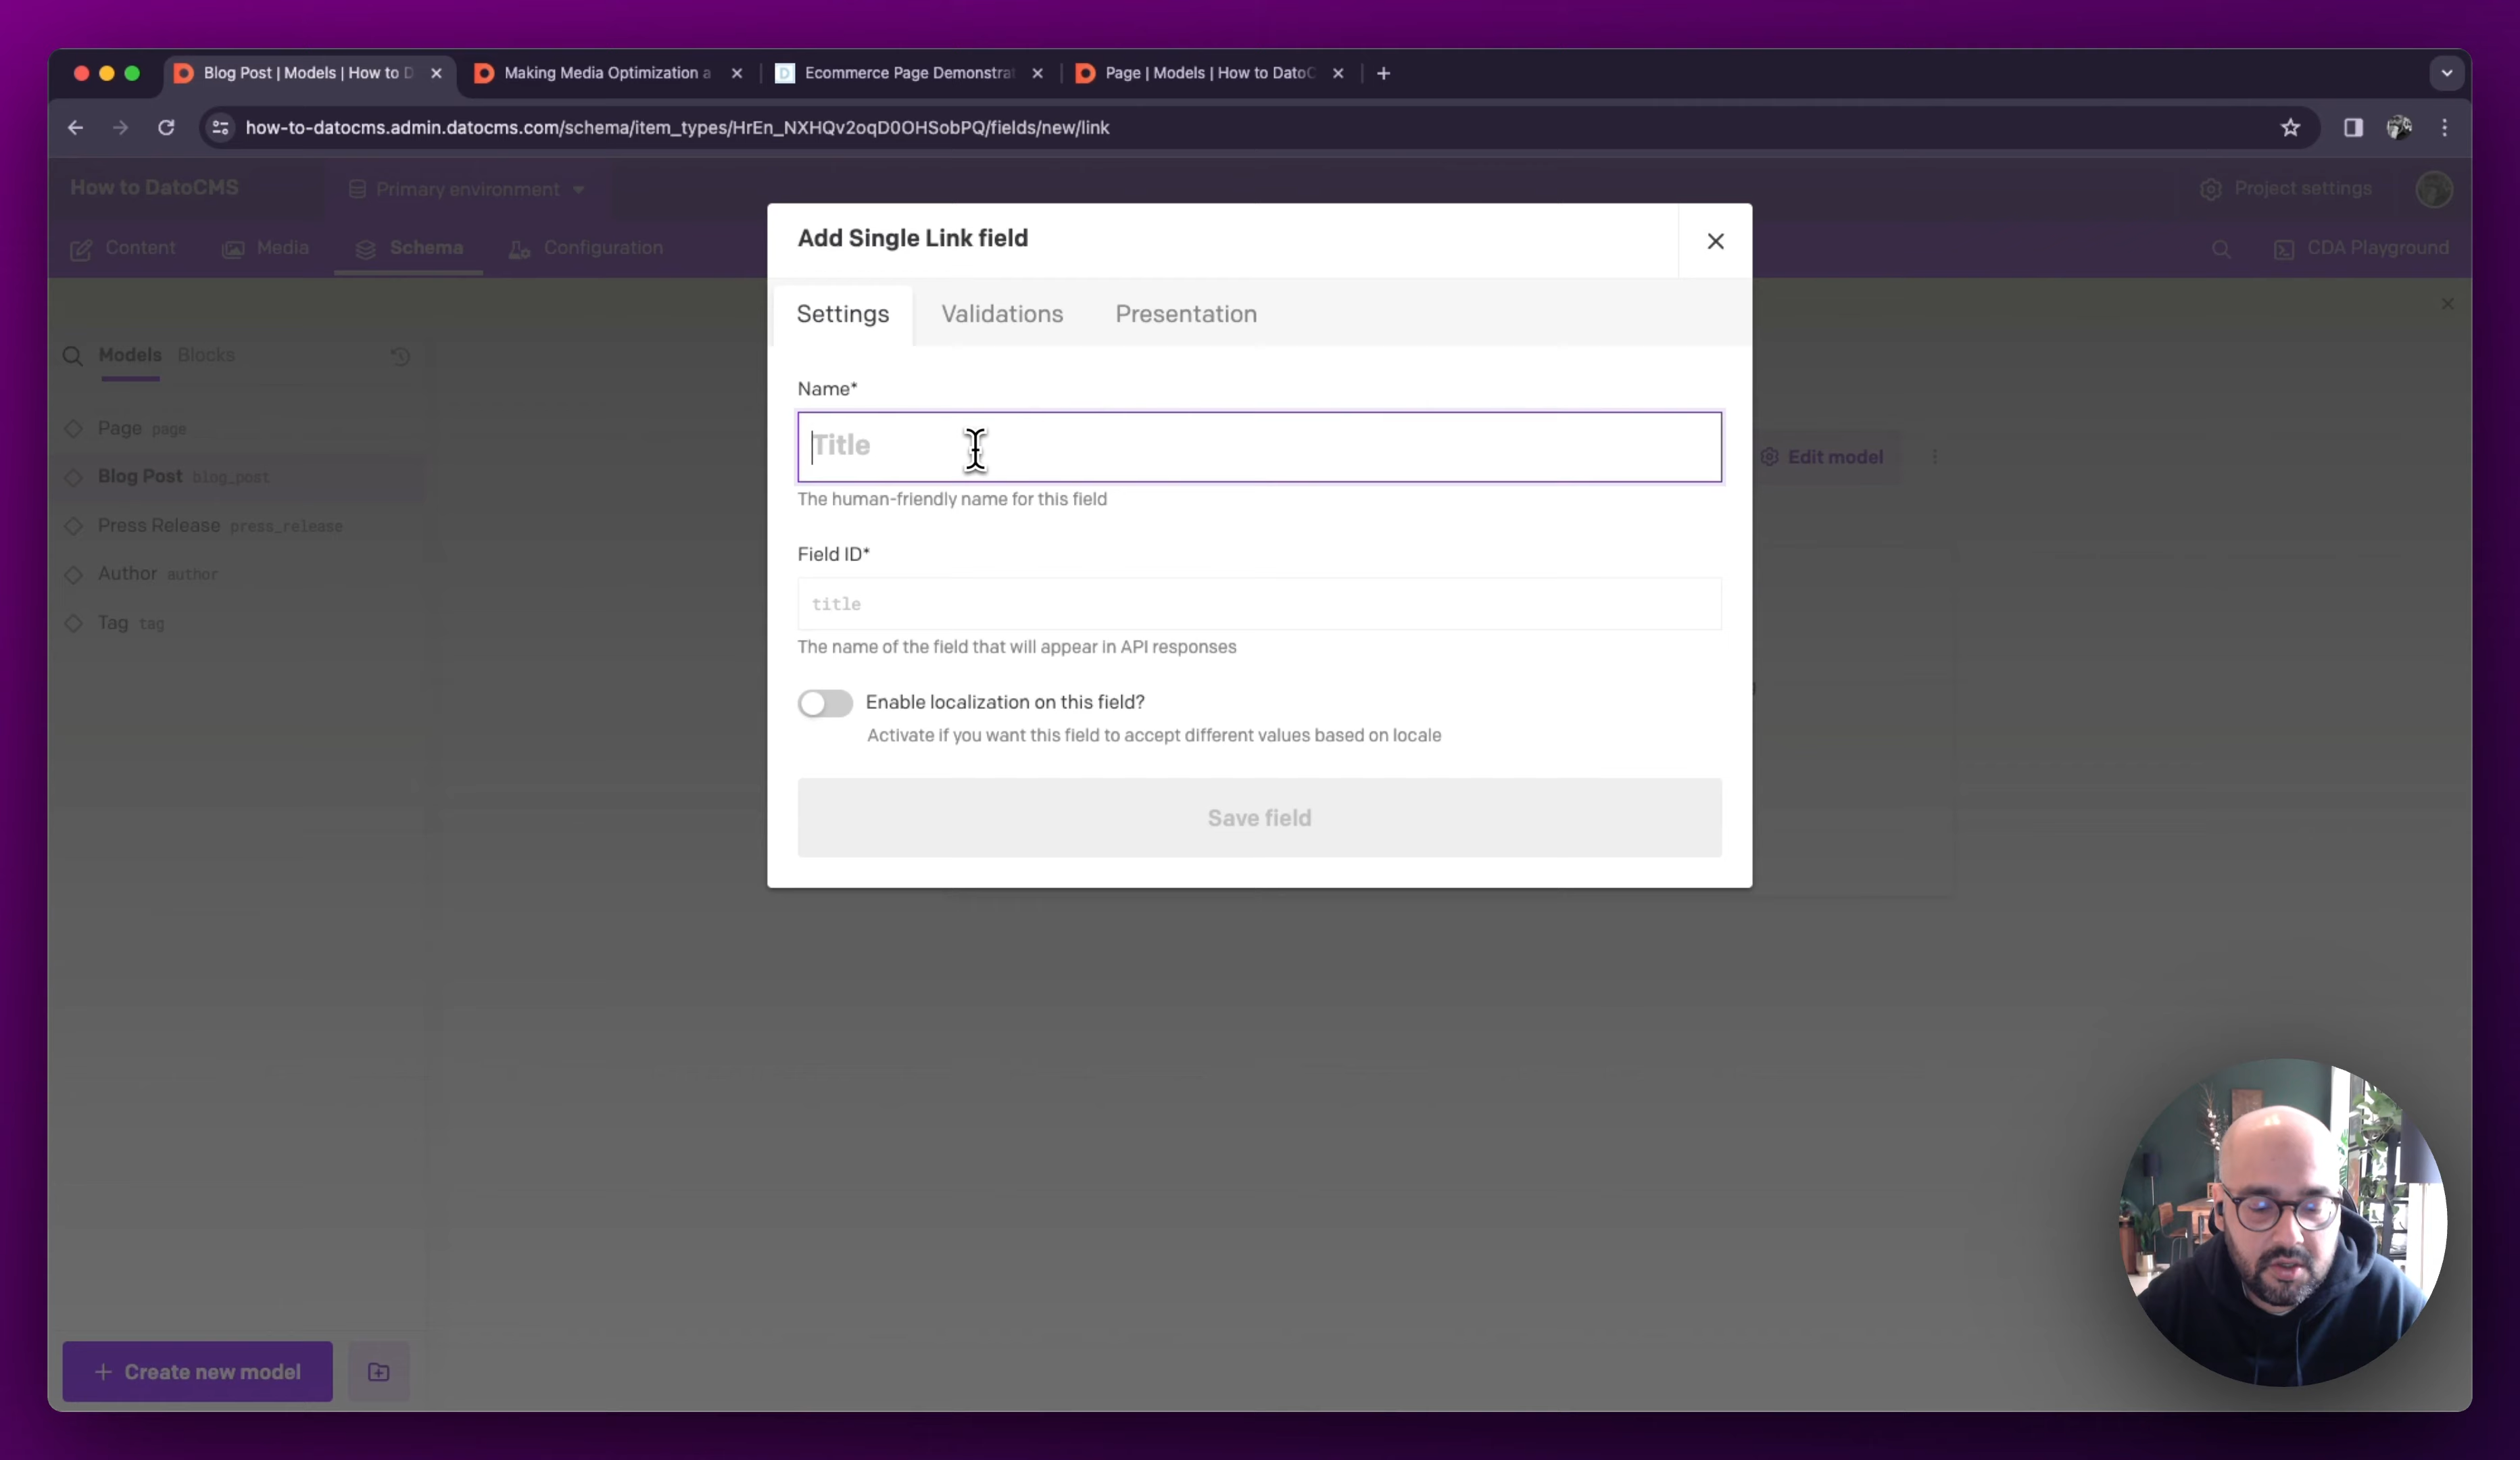 Blog Post | Models | How to D
Making Media Optimization a
Ecommerce Page Demonstrat
Page | Models | How to DatoC
how-to-datocms.admin.datocms.com/schema/item_types/HrEn_NXHQv2oqD0OHSobPQ/fields/new/link
How to DatoCMS
Primary environment
Project settings
Content
Media
Schema
Configuration
CDA Playground
Add Single Link field
Settings
Validations
Presentation
Models
Blocks
Page page
Blog Post blog_post
Press Release press_release
Author author
Tag tag
Edit model
Name*
Title
The human-friendly name for this field
Field ID*
title
The name of the field that will appear in API responses
Enable localization on this field?
Activate if you want this field to accept different values based on locale
Save field
+ Create new model